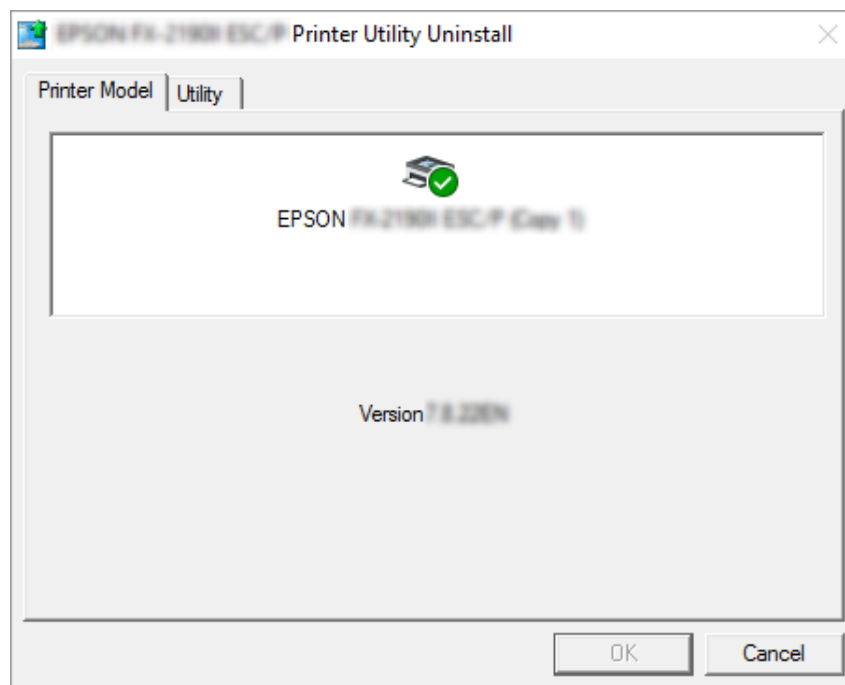 Printer Utility Uninstall
Printer Model
Utility
EPSON
Version
OK
Cancel